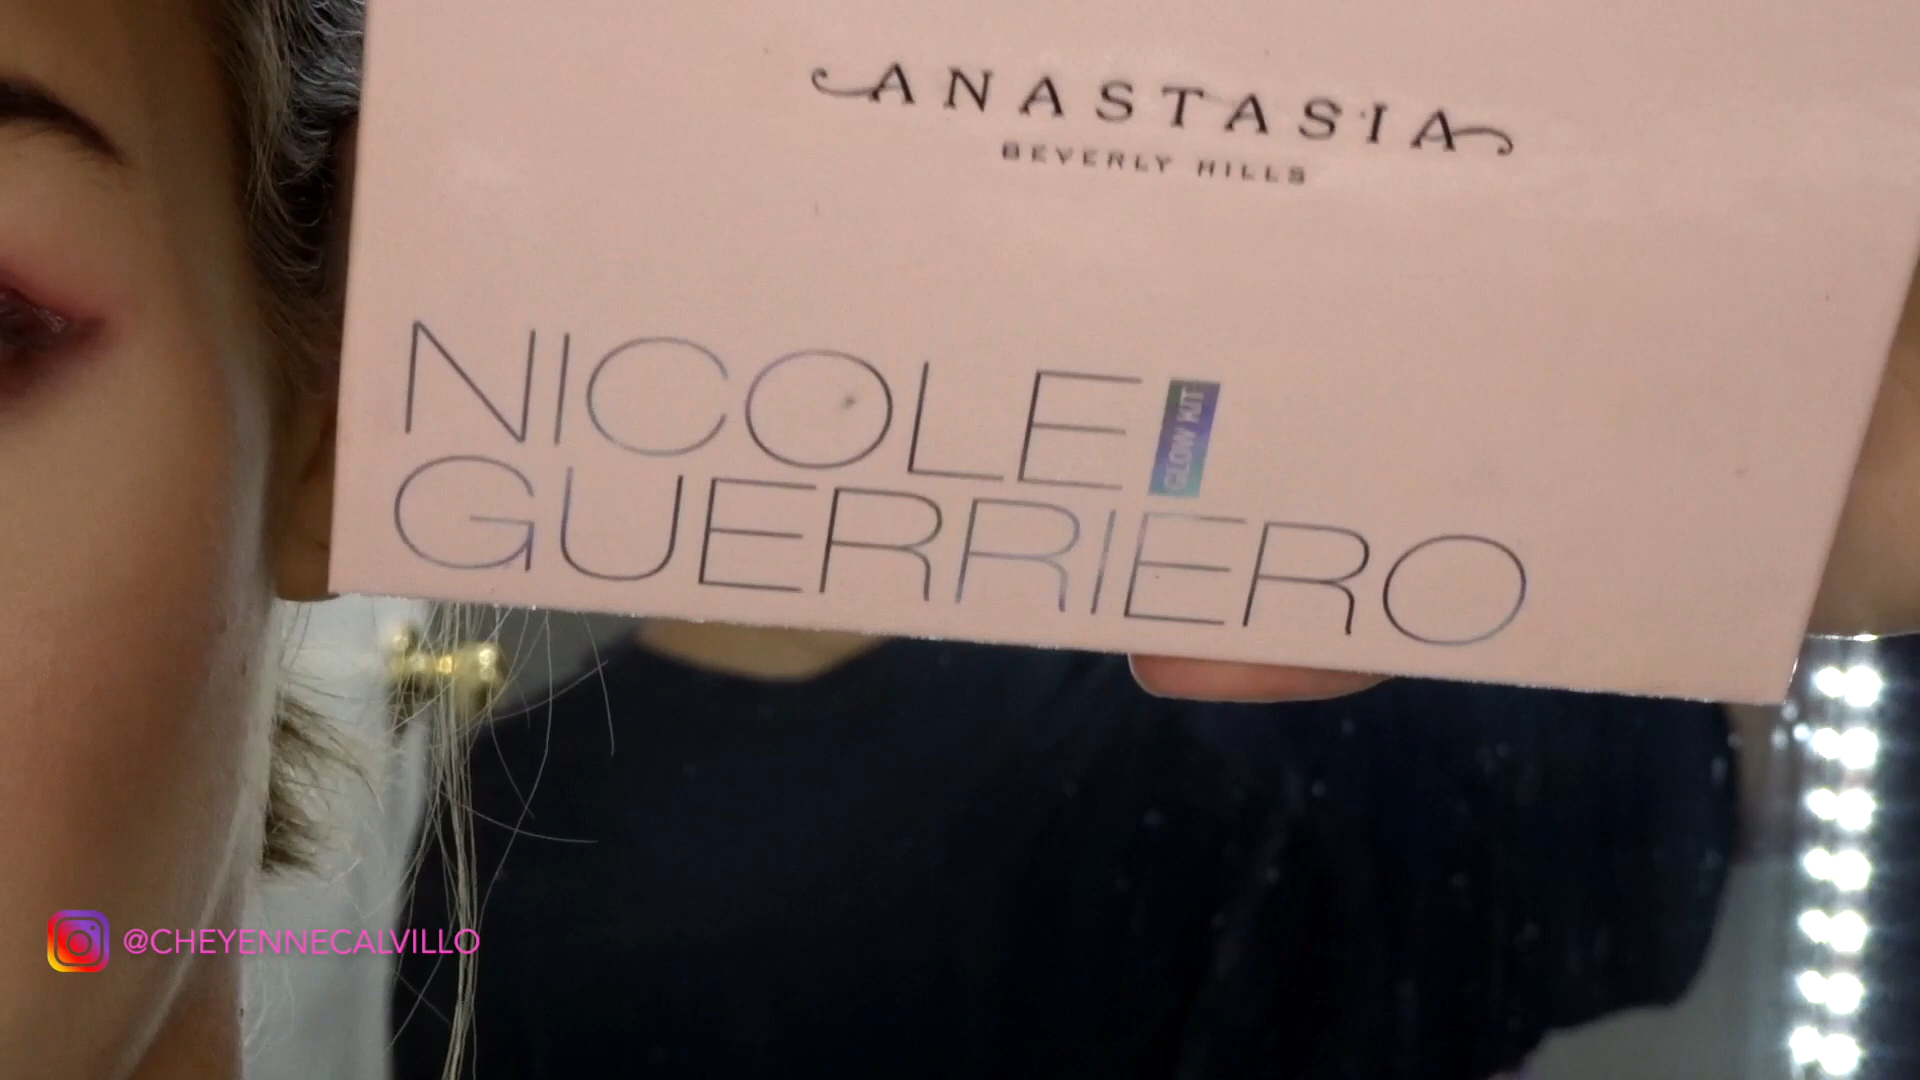 ANASTASIA
BEVERLY HILLS
NICOLE
GLOW KIT
GUERRIERO
@CHEYENNECALVILLO